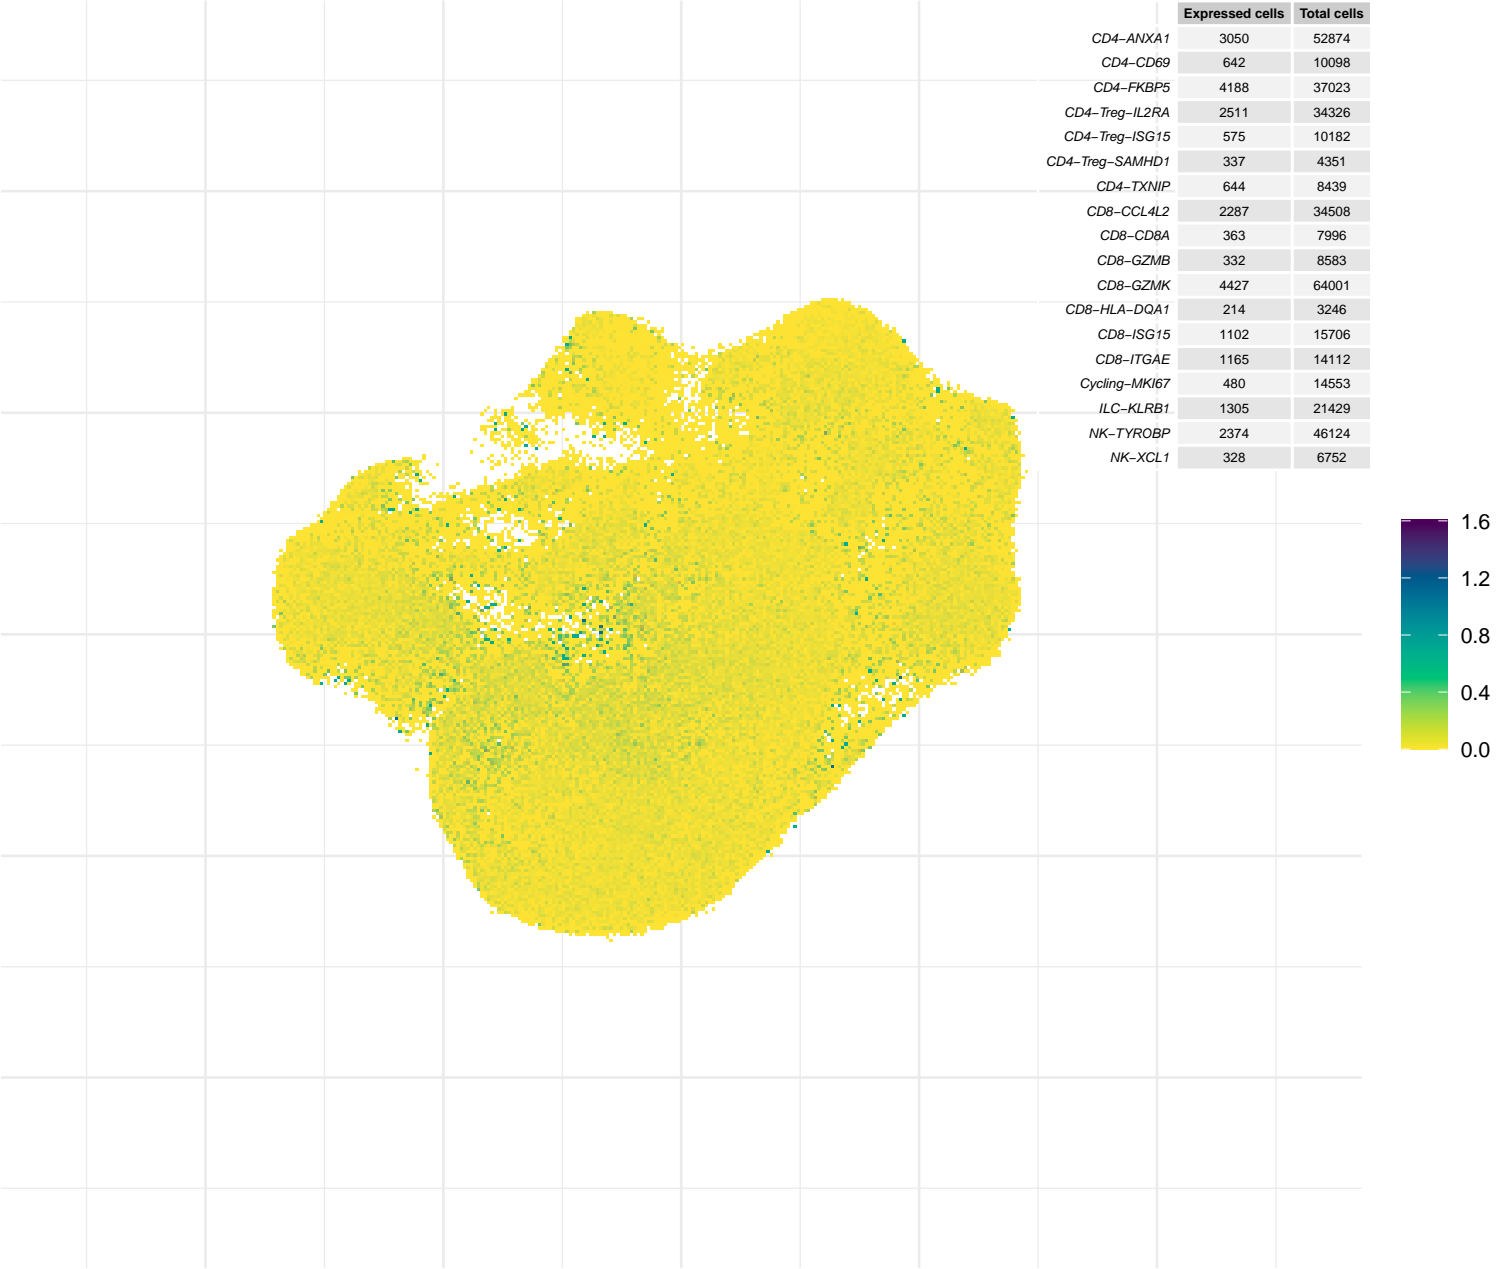 Expressed cells Total cells
CD4–ANXA1 3050 52874
CD4–CD69 642 10098
CD4–FKBP5 4188 37023
CD4–Treg–IL2RA 2511 34326
CD4–Treg–ISG15 575 10182
CD4–Treg–SAMHD1 337 4351
CD4–TXNIP 644 8439
CD8–CCL4L2 2287 34508
CD8–CD8A 363 7996
CD8–GZMB 332 8583
CD8–GZMK 4427 64001
CD8–HLA–DQA1 214 3246
CD8–ISG15 1102 15706
CD8–ITGAE 1165 14112
Cycling–MKI67 480 14553
ILC–KLRB1 1305 21429
NK–TYROBP 2374 46124
NK–XCL1 328 6752
1.6
1.2
0.8
0.4
0.0